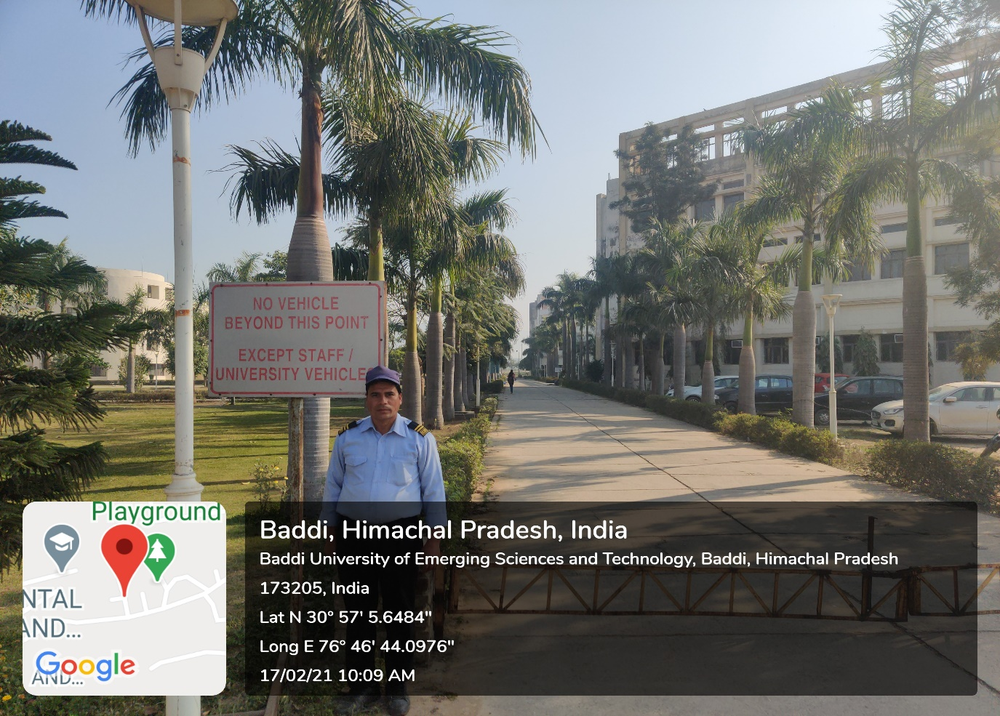 NO VEHICLE
BEYOND THIS POINT
EXCEPT STAFF /
UNIVERSITY VEHICLE
Playground
NTAL
AND...
Google
AND...
Baddi, Himachal Pradesh, India
Baddi University of Emerging Sciences and Technology, Baddi, Himachal Pradesh
173205, India
Lat N 30° 57' 5.6484"
Long E 76° 46' 44.0976"
17/02/21 10:09 AM